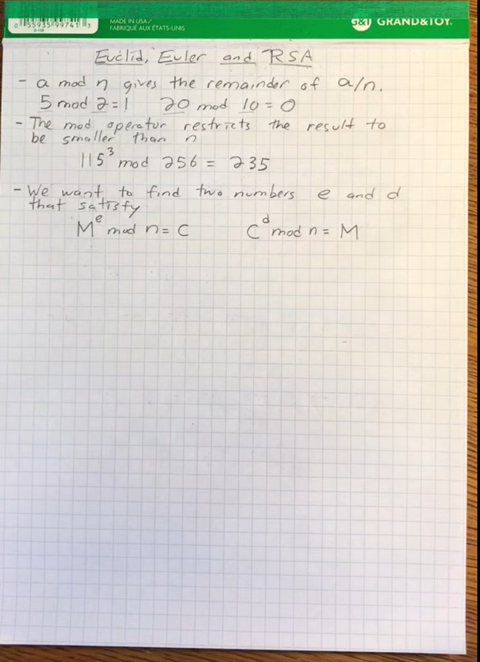 MADE IN USA/
FABRIQUÉ AUX ÉTATS-UNIS
G&T GRAND&TOY.
Euclid, Euler and RSA
- a mod n gives the remainder of a/n.
5 mod 2 = 1 20 mod 10 = 0
- The mod operator restricts the result to
be smaller than n
115³ mod 256 = 235
- We want to find two numbers e and d
that satisfy
Mᵉ mod n = C Cᵈ mod n = M